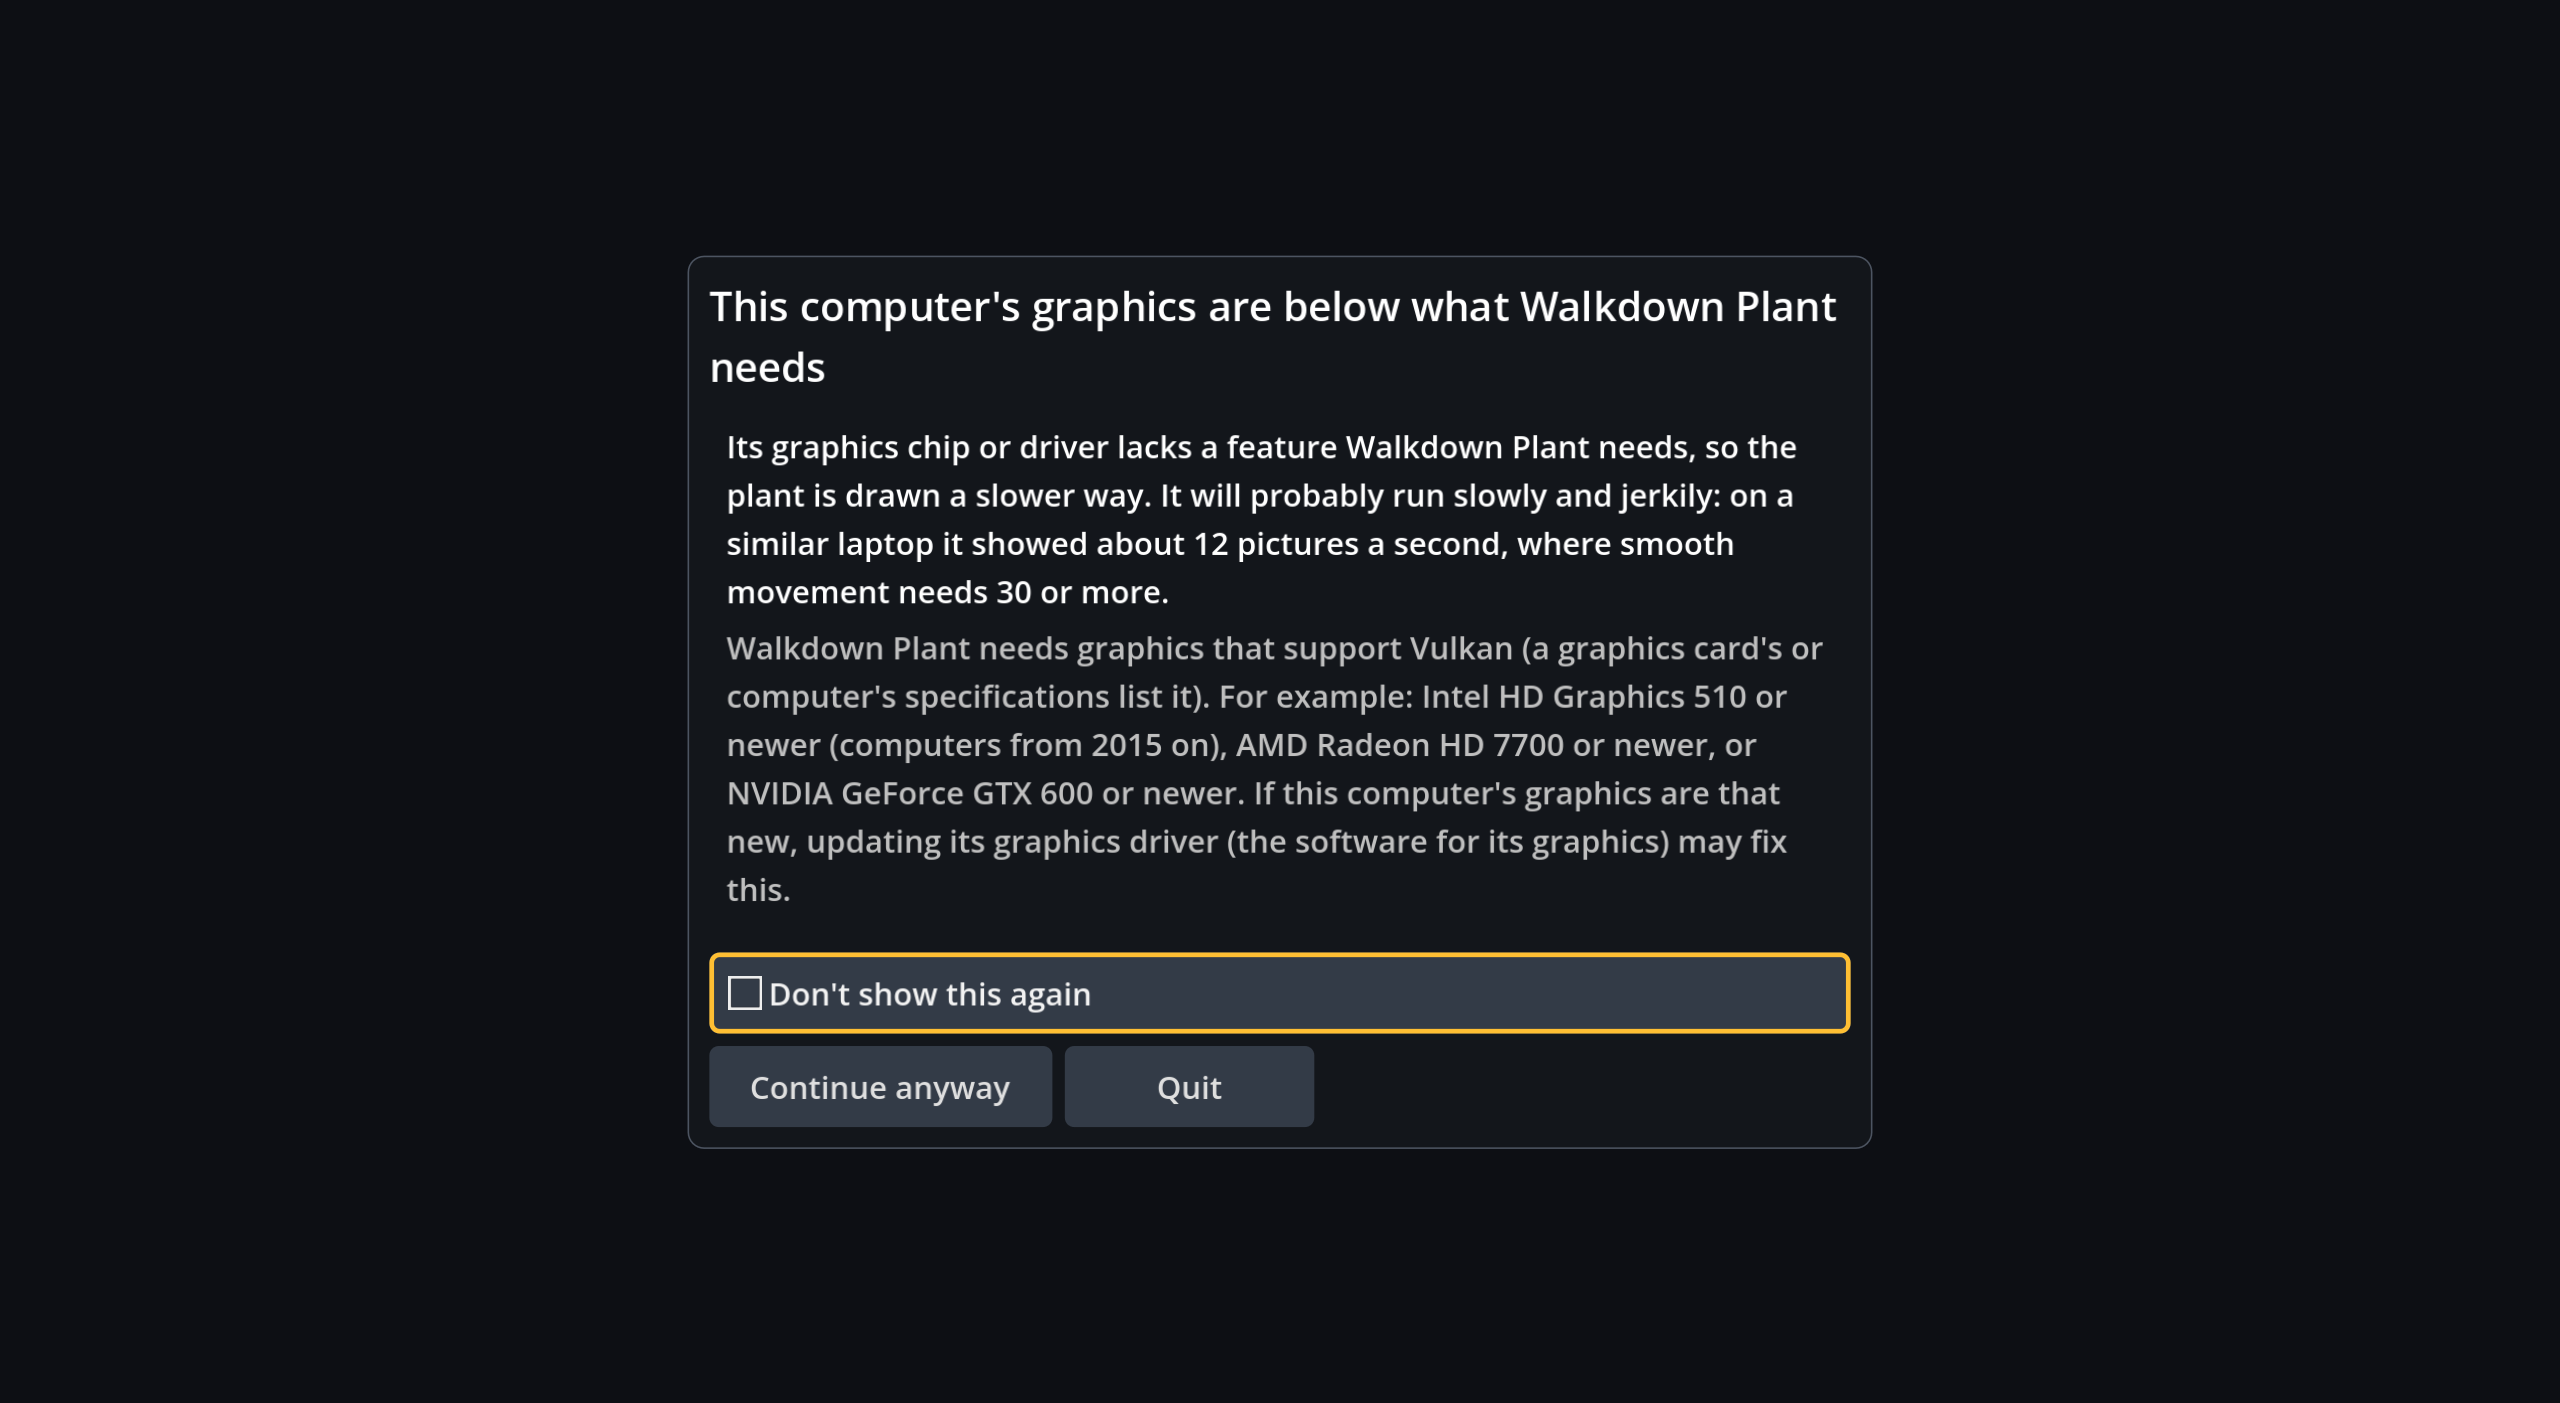 This computer's graphics are below what Walkdown Plant
needs
Its graphics chip or driver lacks a feature Walkdown Plant needs, so the
plant is drawn a slower way. It will probably run slowly and jerkily: on a
similar laptop it showed about 12 pictures a second, where smooth
movement needs 30 or more.
Walkdown Plant needs graphics that support Vulkan (a graphics card's or
computer's specifications list it). For example: Intel HD Graphics 510 or
newer (computers from 2015 on), AMD Radeon HD 7700 or newer, or
NVIDIA GeForce GTX 600 or newer. If this computer's graphics are that
new, updating its graphics driver (the software for its graphics) may fix
this.
Don't show this again
Continue anyway
Quit